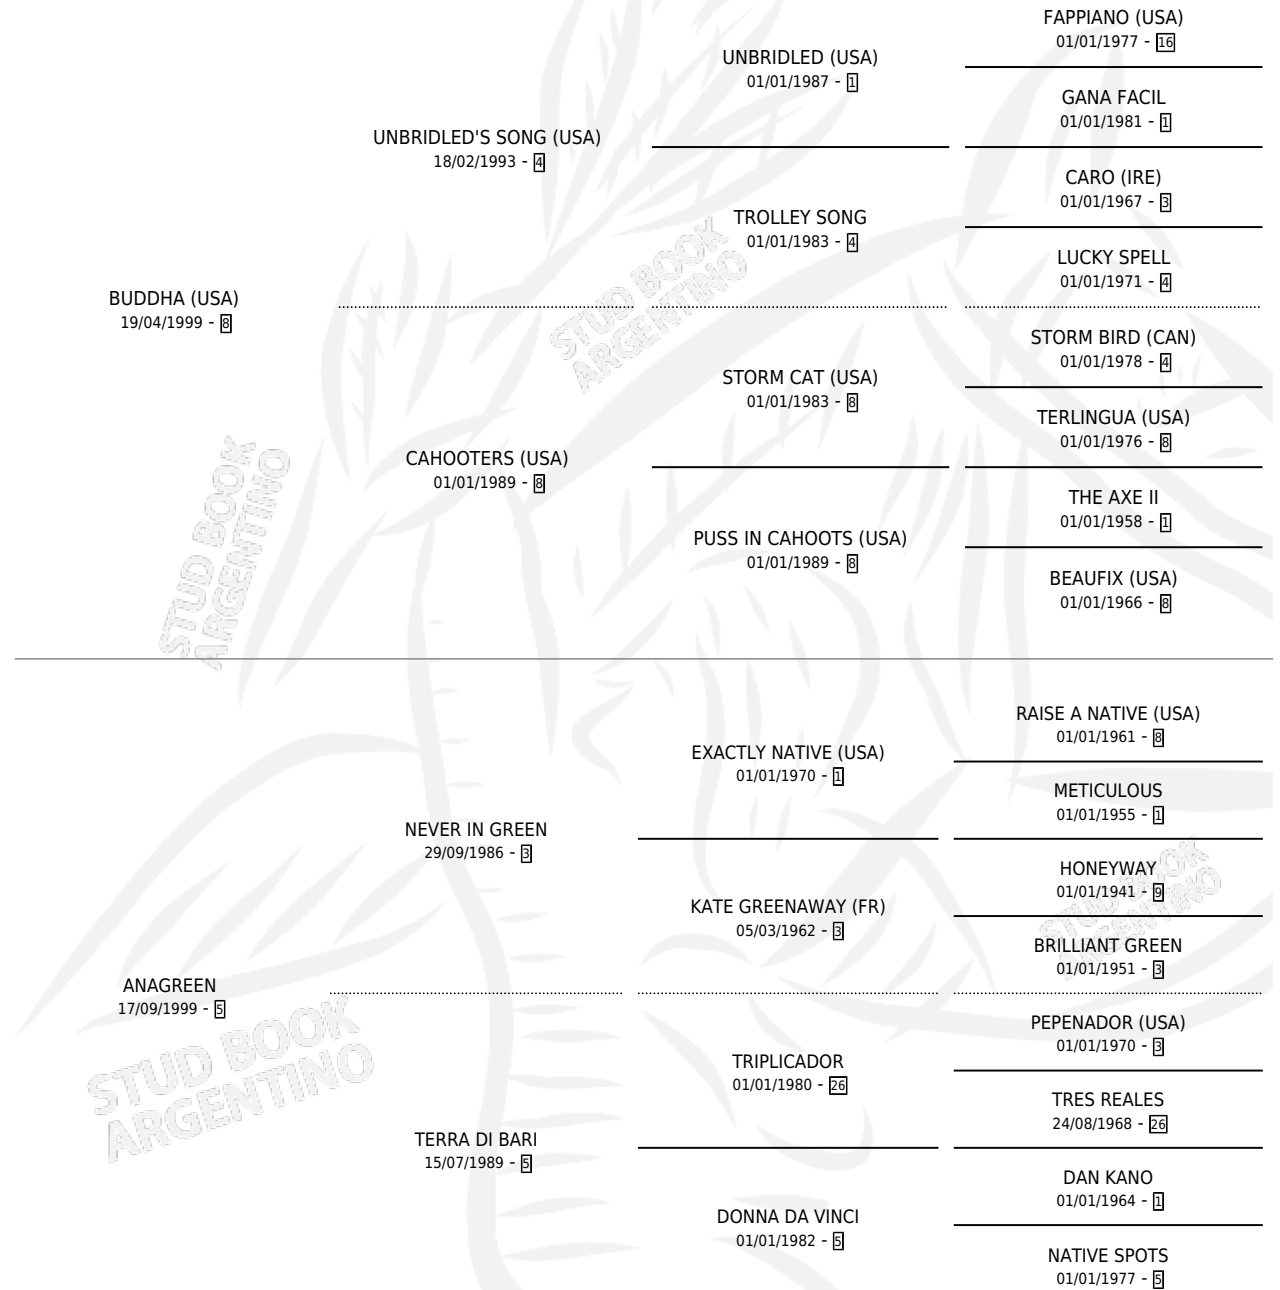 FAPPIANO (USA)
01/01/1977 - 16
UNBRIDLED (USA)
01/01/1987 - 1
GANA FACIL
01/01/1981 - 1
UNBRIDLED'S SONG (USA)
18/02/1993 - 4
CARO (IRE)
01/01/1967 - 3
TROLLEY SONG
01/01/1983 - 4
LUCKY SPELL
01/01/1971 - 4
BUDDHA (USA)
19/04/1999 - 8
STORM BIRD (CAN)
01/01/1978 - 4
STORM CAT (USA)
01/01/1983 - 8
TERLINGUA (USA)
01/01/1976 - 8
CAHOOTERS (USA)
01/01/1989 - 8
THE AXE II
01/01/1958 - 1
PUSS IN CAHOOTS (USA)
01/01/1989 - 8
BEAUFIX (USA)
01/01/1966 - 8
RAISE A NATIVE (USA)
01/01/1961 - 8
EXACTLY NATIVE (USA)
01/01/1970 - 1
METICULOUS
01/01/1955 - 1
NEVER IN GREEN
29/09/1986 - 3
HONEYWAY
01/01/1941 - 9
KATE GREENAWAY (FR)
05/03/1962 - 3
BRILLIANT GREEN
01/01/1951 - 3
ANAGREEN
17/09/1999 - 5
PEPENADOR (USA)
01/01/1970 - 3
TRIPLICADOR
01/01/1980 - 26
TRES REALES
24/08/1968 - 26
TERRA DI BARI
15/07/1989 - 5
DAN KANO
01/01/1964 - 1
DONNA DA VINCI
01/01/1982 - 5
NATIVE SPOTS
01/01/1977 - 5
STUD BOOK
ARGENTINO
STUD BOOK
ARGENTINO
STUD BOOK
ARGENTINO
STUD BOOK
ARGENTINO